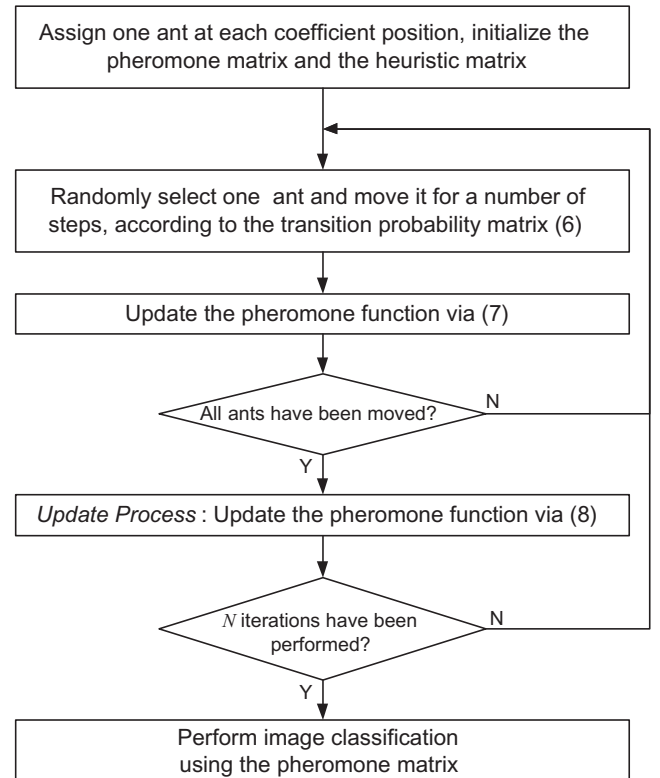 Assign one ant at each coefficient position, initialize the
pheromone matrix and the heuristic matrix
Randomly select one ant and move it for a number of
steps, according to the transition probability matrix (6)
Update the pheromone function via (7)
All ants have been moved?
N
Y
Update Process : Update the pheromone function via (8)
N iterations have been
performed?
N
Y
Perform image classification
using the pheromone matrix